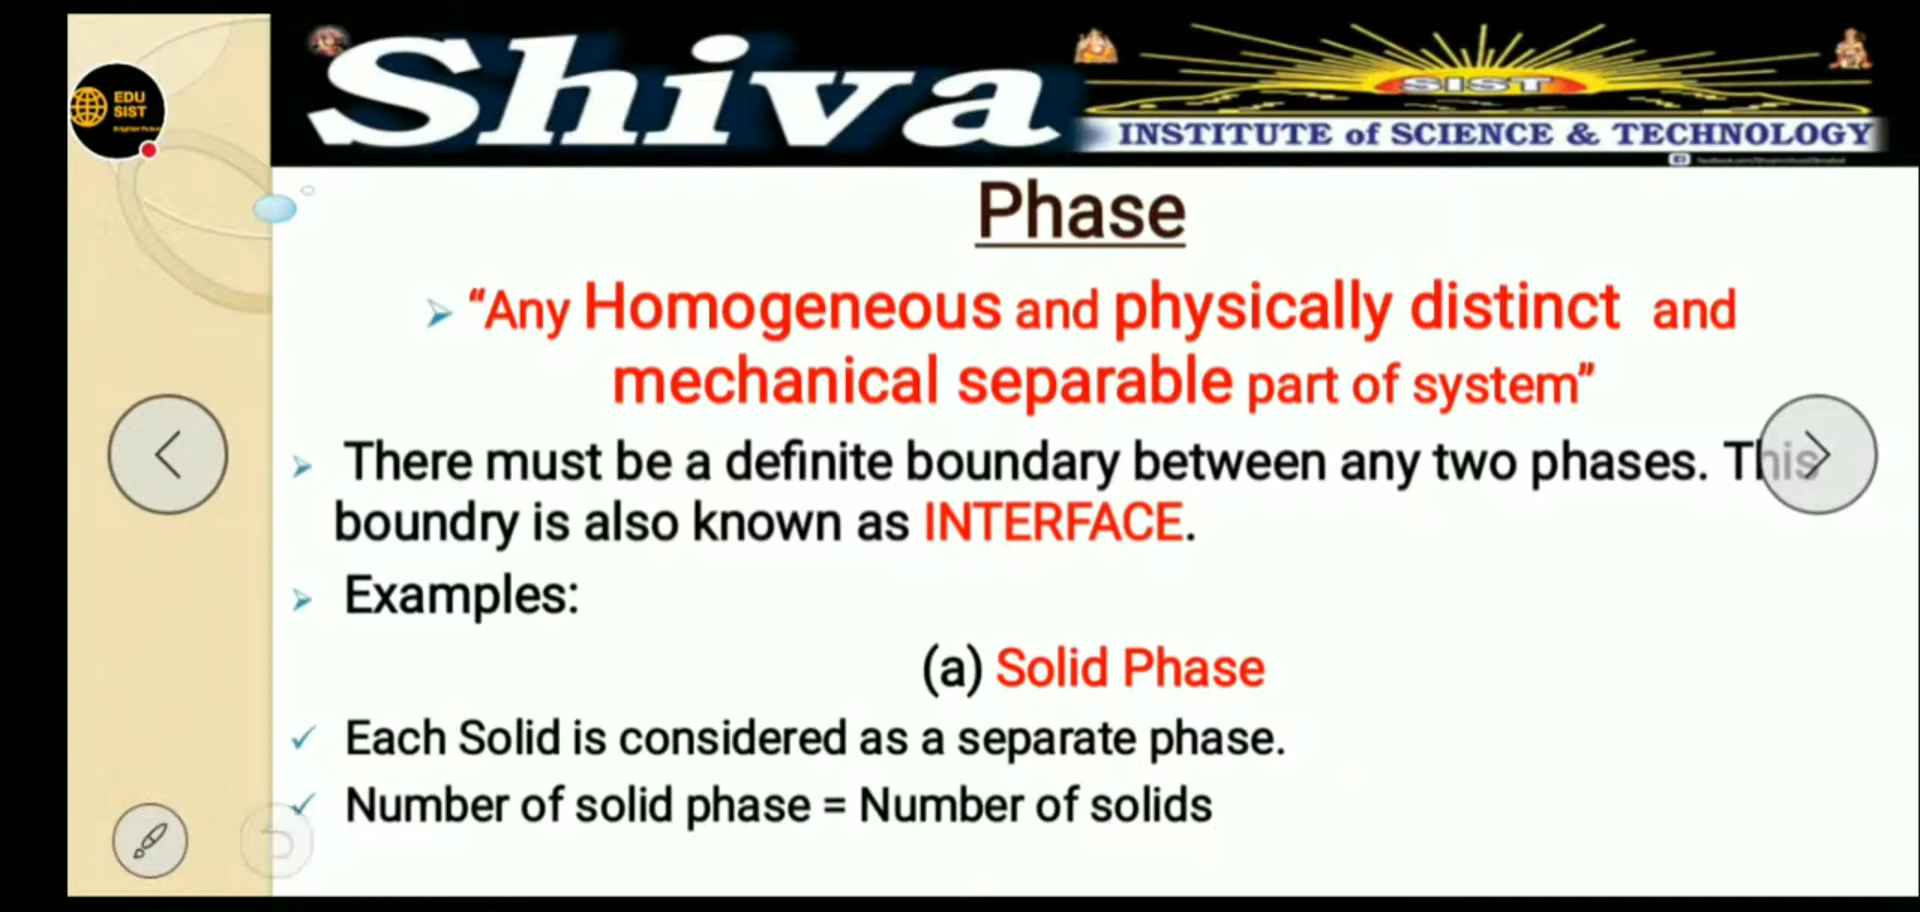 EDU
SIST
Shiva
SIST
INSTITUTE of SCIENCE & TECHNOLOGY
Phase
➢ “Any Homogeneous and physically distinct and
mechanical separable part of system”
➢ There must be a definite boundary between any two phases. This
boundry is also known as INTERFACE.
➢ Examples:
(a) Solid Phase
✓ Each Solid is considered as a separate phase.
✓ Number of solid phase = Number of solids